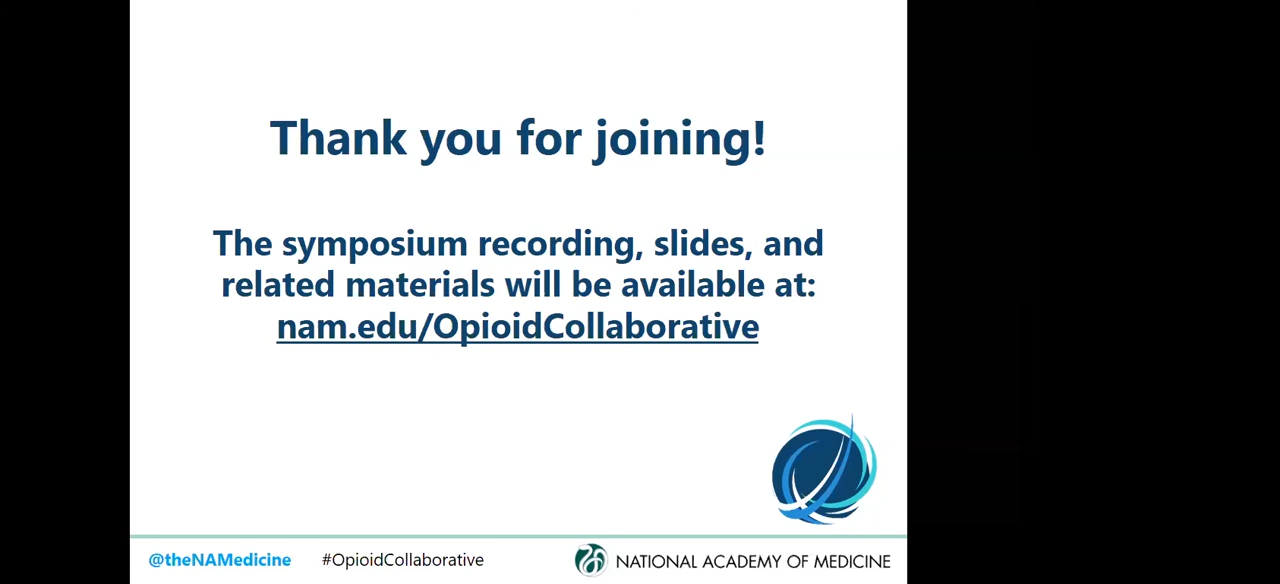 Thank you for joining!
The symposium recording, slides, and
related materials will be available at:
nam.edu/OpioidCollaborative
@theNAMedicine #OpioidCollaborative NATIONAL ACADEMY OF MEDICINE